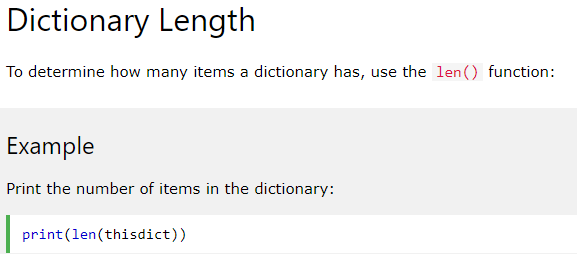 Dictionary Length
To determine how many items a dictionary has, use the len() function:
Example
Print the number of items in the dictionary:
print(len(thisdict))